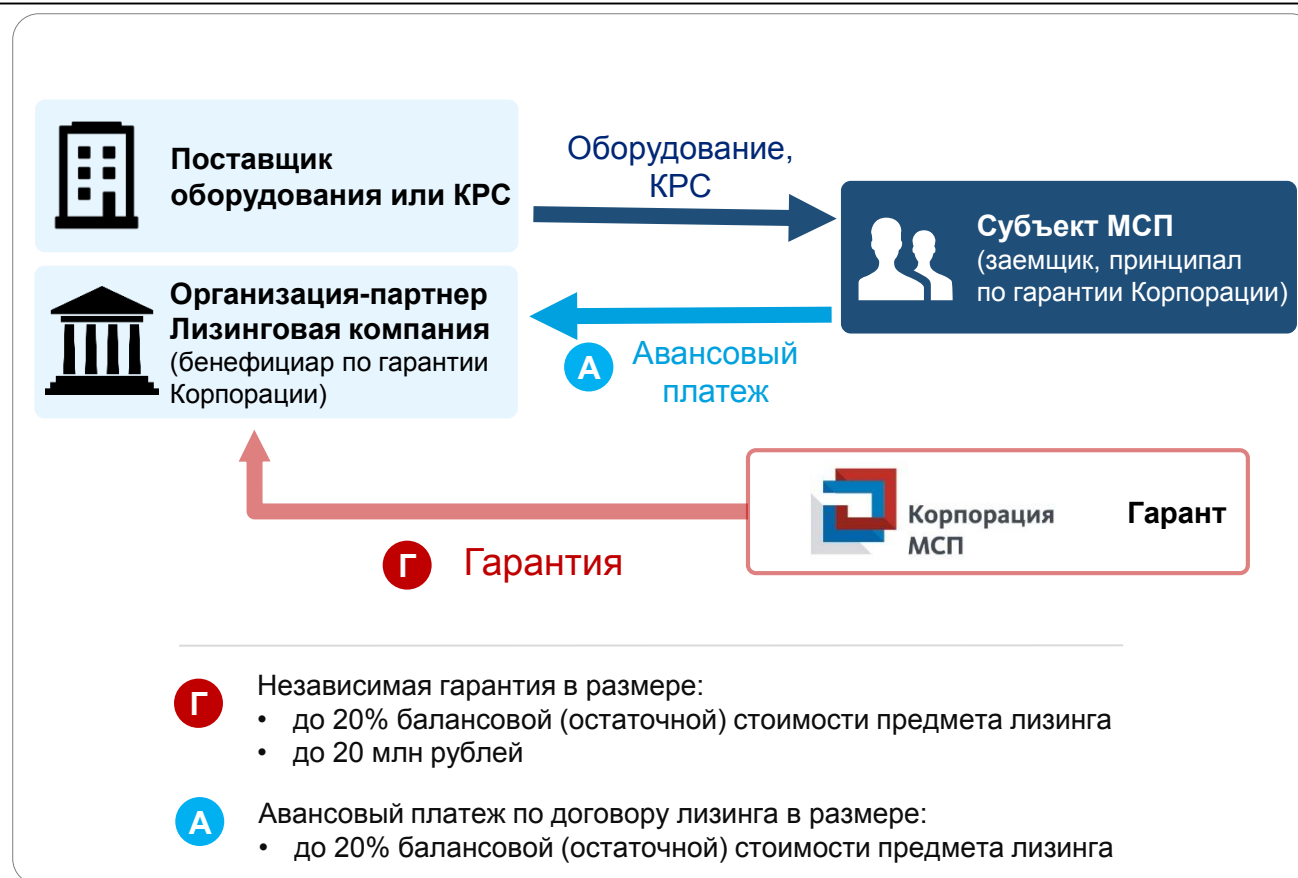 Поставщик
оборудования или КРС
Оборудование,
КРС
Субъект МСП
(заемщик, принципал
по гарантии Корпорации)
Организация-партнер
Лизинговая компания
(бенефициар по гарантии
Корпорации)
А
Авансовый
платеж
Корпорация
МСП
Гарант
Г
Гарантия
Г
Независимая гарантия в размере:
• до 20% балансовой (остаточной) стоимости предмета лизинга
• до 20 млн рублей
А
Авансовый платеж по договору лизинга в размере:
• до 20% балансовой (остаточной) стоимости предмета лизинга